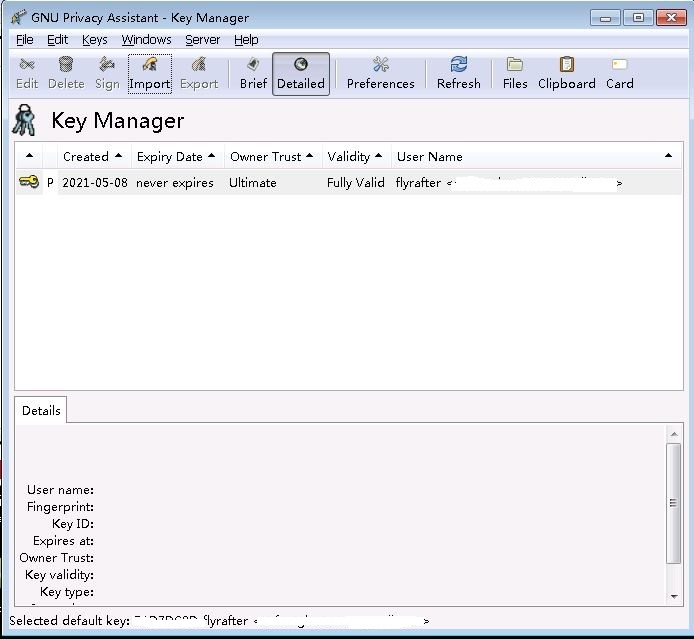 GNU Privacy Assistant - Key Manager
File Edit Keys Windows Server Help
Edit Delete Sign Import Export Brief Detailed Preferences Refresh Files Clipboard Card
Key Manager
Created Expiry Date Owner Trust Validity User Name
P 2021-05-08 never expires Ultimate Fully Valid flyrafter < >
Details
User name:
Fingerprint:
Key ID:
Expires at:
Owner Trust:
Key validity:
Key type:
Selected default key: flyrafter < >